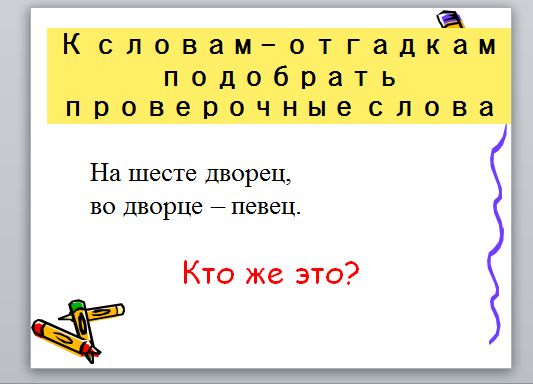 К словам-отгадкам
подобрать
проверочные слова
На шесте дворец,
во дворце – певец.
Кто же это?